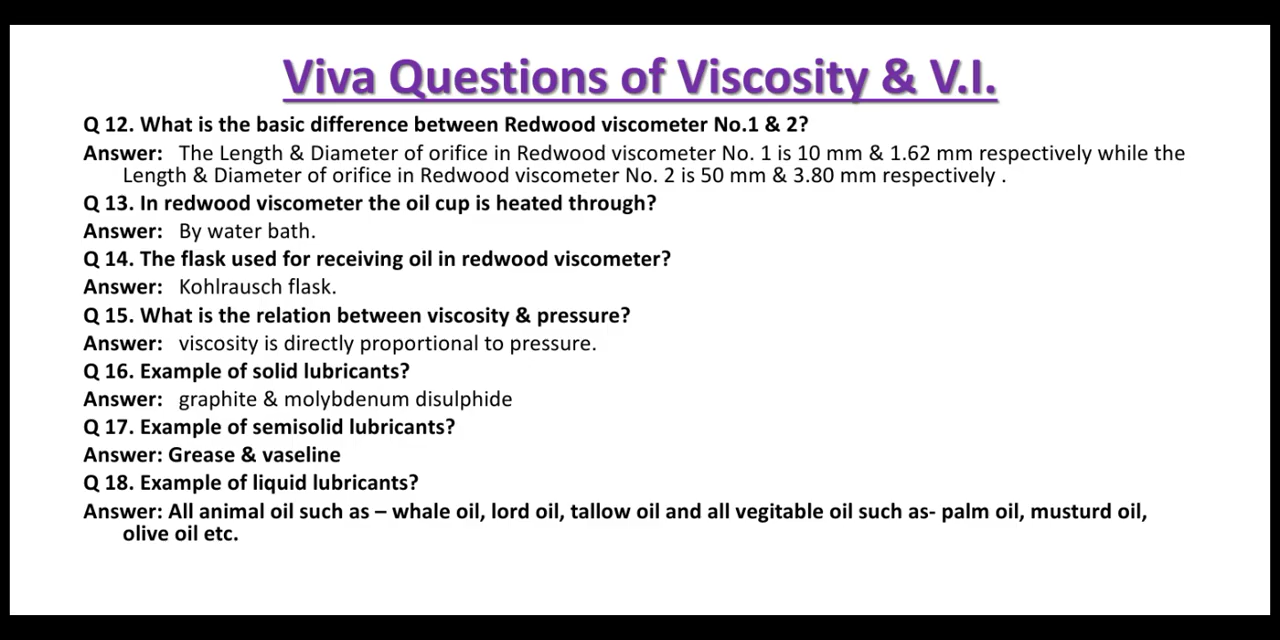 Viva Questions of Viscosity & V.I.
Q 12. What is the basic difference between Redwood viscometer No.1 & 2?
Answer: The Length & Diameter of orifice in Redwood viscometer No. 1 is 10 mm & 1.62 mm respectively while the
Length & Diameter of orifice in Redwood viscometer No. 2 is 50 mm & 3.80 mm respectively .
Q 13. In redwood viscometer the oil cup is heated through?
Answer: By water bath.
Q 14. The flask used for receiving oil in redwood viscometer?
Answer: Kohlrausch flask.
Q 15. What is the relation between viscosity & pressure?
Answer: viscosity is directly proportional to pressure.
Q 16. Example of solid lubricants?
Answer: graphite & molybdenum disulphide
Q 17. Example of semisolid lubricants?
Answer: Grease & vaseline
Q 18. Example of liquid lubricants?
Answer: All animal oil such as – whale oil, lord oil, tallow oil and all vegitable oil such as- palm oil, musturd oil,
olive oil etc.